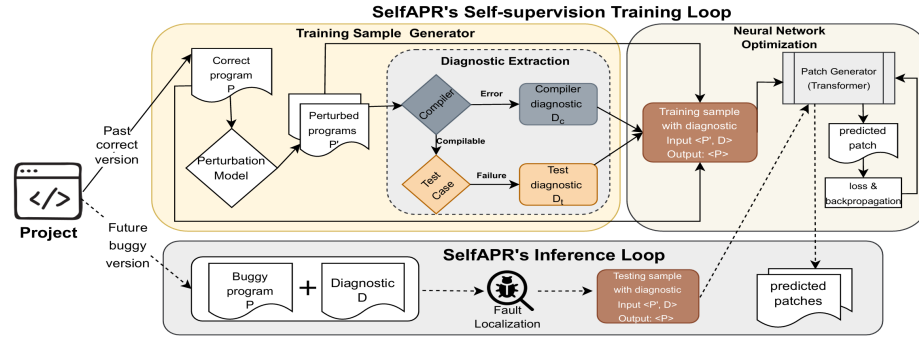 SelfAPR's Self-supervision Training Loop
Training Sample Generator
Neural Network
Optimization
Correct
program
P
Perturbation
Model
Perturbed
programs
P'
Diagnostic Extraction
Compiler
Error
Compiler
diagnostic
Dc
Compilable
Test
Case
Failure
Test
diagnostic
Dt
Training sample
with diagnostic
Input <P', D>
Output: <P>
Patch Generator
(Transformer)
predicted
patch
loss &
backpropagation
Past
correct
version
</>
Project
Future
buggy
version
SelfAPR's Inference Loop
Buggy
program
P
+
Diagnostic
D
Fault
Localization
Testing sample
with diagnostic
Input <P', D>
Output: <P>
predicted
patches